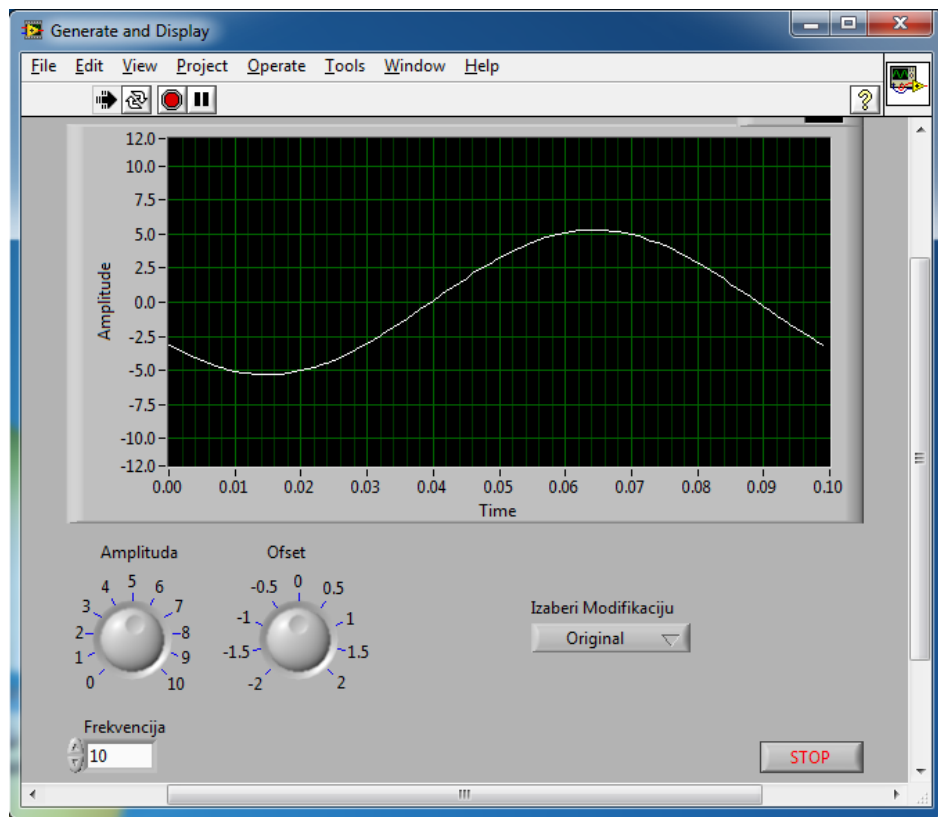 Generate and Display
File Edit View Project Operate Tools Window Help
?
12.0
10.0
7.5
5.0
2.5
0.0
-2.5
-5.0
-7.5
-10.0
-12.0
Amplitude
0.00 0.01 0.02 0.03 0.04 0.05 0.06 0.07 0.08 0.09 0.10
Time
Amplituda
0 1 2 3 4 5 6 7 8 9 10
Ofset
-2 -1.5 -1 -0.5 0 0.5 1 1.5 2
Izaberi Modifikaciju
Original
Frekvencija
10
STOP